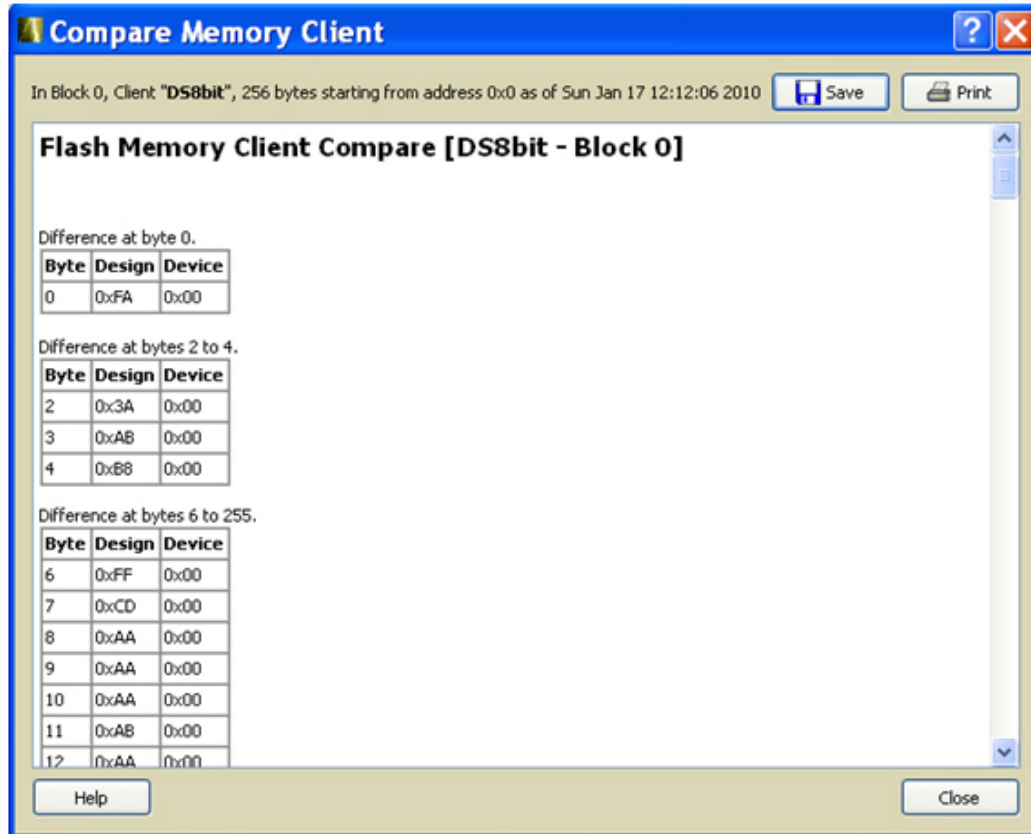 Compare Memory Client
In Block 0, Client "DS8bit", 256 bytes starting from address 0x0 as of Sun Jan 17 12:12:06 2010 Save Print
Flash Memory Client Compare [DS8bit - Block 0]
Difference at byte 0.
Byte Design Device
0 0xFA 0x00
Difference at bytes 2 to 4.
Byte Design Device
2 0x3A 0x00
3 0xAB 0x00
4 0xB8 0x00
Difference at bytes 6 to 255.
Byte Design Device
6 0xFF 0x00
7 0xCD 0x00
8 0xAA 0x00
9 0xAA 0x00
10 0xAA 0x00
11 0xAB 0x00
12 0xAA 0x00
Help Close